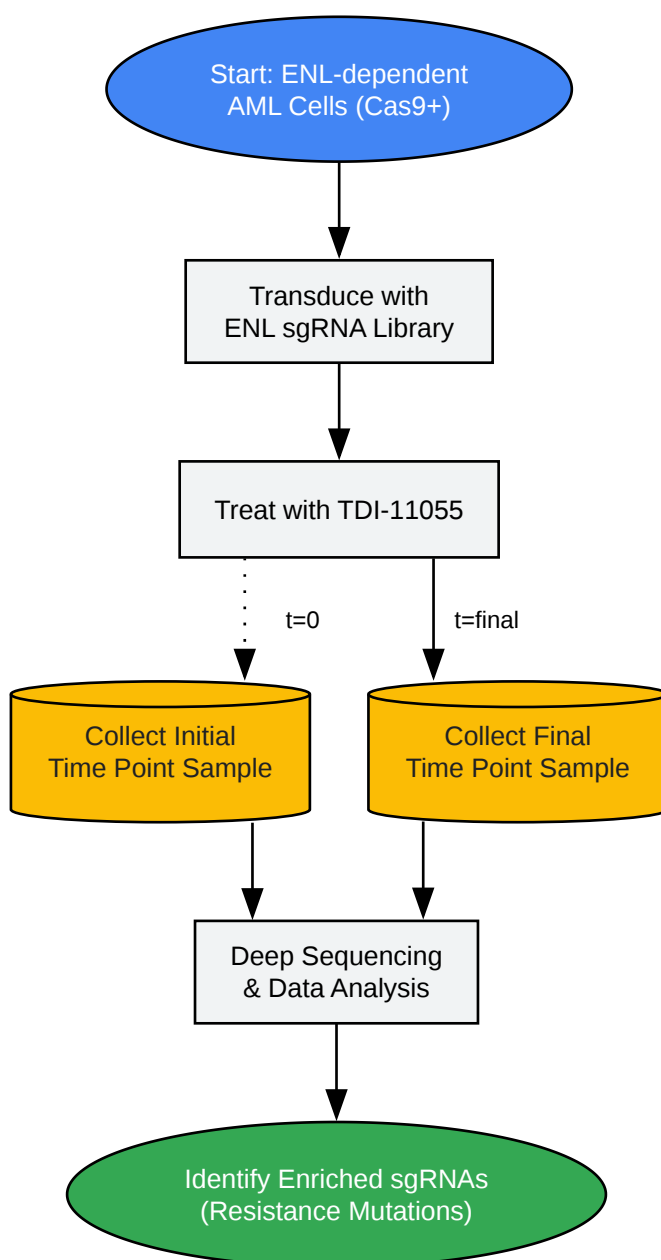 Start: ENL-dependent
AML Cells (Cas9+)
Transduce with
ENL sgRNA Library
Treat with TDI-11055
t=0
t=final
Collect Initial
Time Point Sample
Collect Final
Time Point Sample
Deep Sequencing
& Data Analysis
Identify Enriched sgRNAs
(Resistance Mutations)